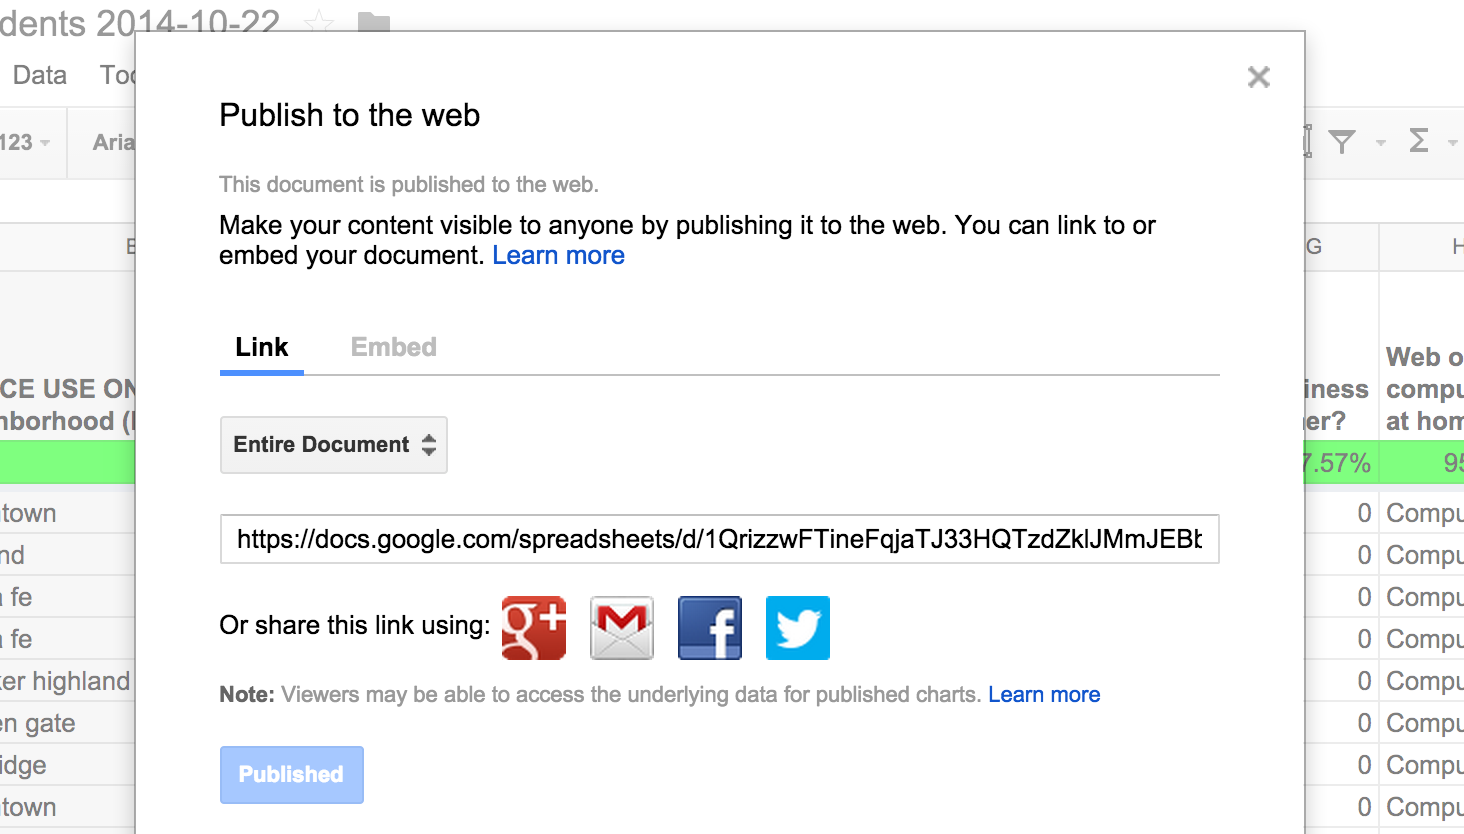 dents 2014-10-22
Data
123
G
H
Publish to the web
This document is published to the web.
Make your content visible to anyone by publishing it to the web. You can link to or
embed your document. Learn more
Link Embed
CE USE ON
Entire Document
https://docs.google.com/spreadsheets/d/1QrizzwFTineFqjaTJ33HQTzdZklJMmJEBb
Or share this link using: g+ M f
Note: Viewers may be able to access the underlying data for published charts. Learn more
Published
town
nd
a fe
a fe
ker highland
en gate
idge
town
Web o
iness compu
er? at hom
7.57% 95
0 Compu
0 Compu
0 Compu
0 Compu
0 Compu
0 Compu
0 Compu
0 Compu